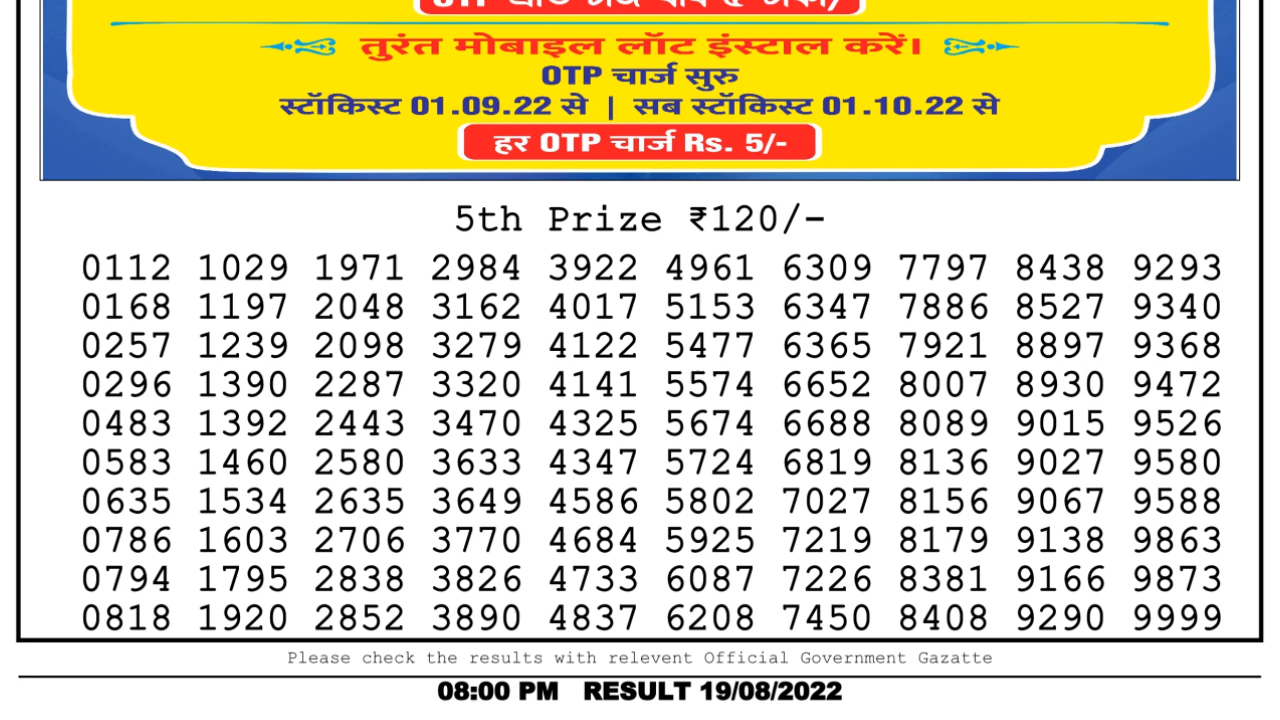 OTP
तुरंत मोबाइल लॉट इंस्टाल करें।
OTP चार्ज सुरु
स्टॉकिस्ट 01.09.22 से | सब स्टॉकिस्ट 01.10.22 से
हर OTP चार्ज Rs. 5/-
5th Prize ₹120/-
0112 1029 1971 2984 3922 4961 6309 7797 8438 9293
0168 1197 2048 3162 4017 5153 6347 7886 8527 9340
0257 1239 2098 3279 4122 5477 6365 7921 8897 9368
0296 1390 2287 3320 4141 5574 6652 8007 8930 9472
0483 1392 2443 3470 4325 5674 6688 8089 9015 9526
0583 1460 2580 3633 4347 5724 6819 8136 9027 9580
0635 1534 2635 3649 4586 5802 7027 8156 9067 9588
0786 1603 2706 3770 4684 5925 7219 8179 9138 9863
0794 1795 2838 3826 4733 6087 7226 8381 9166 9873
0818 1920 2852 3890 4837 6208 7450 8408 9290 9999
Please check the results with relevent Official Government Gazatte
08:00 PM RESULT 19/08/2022